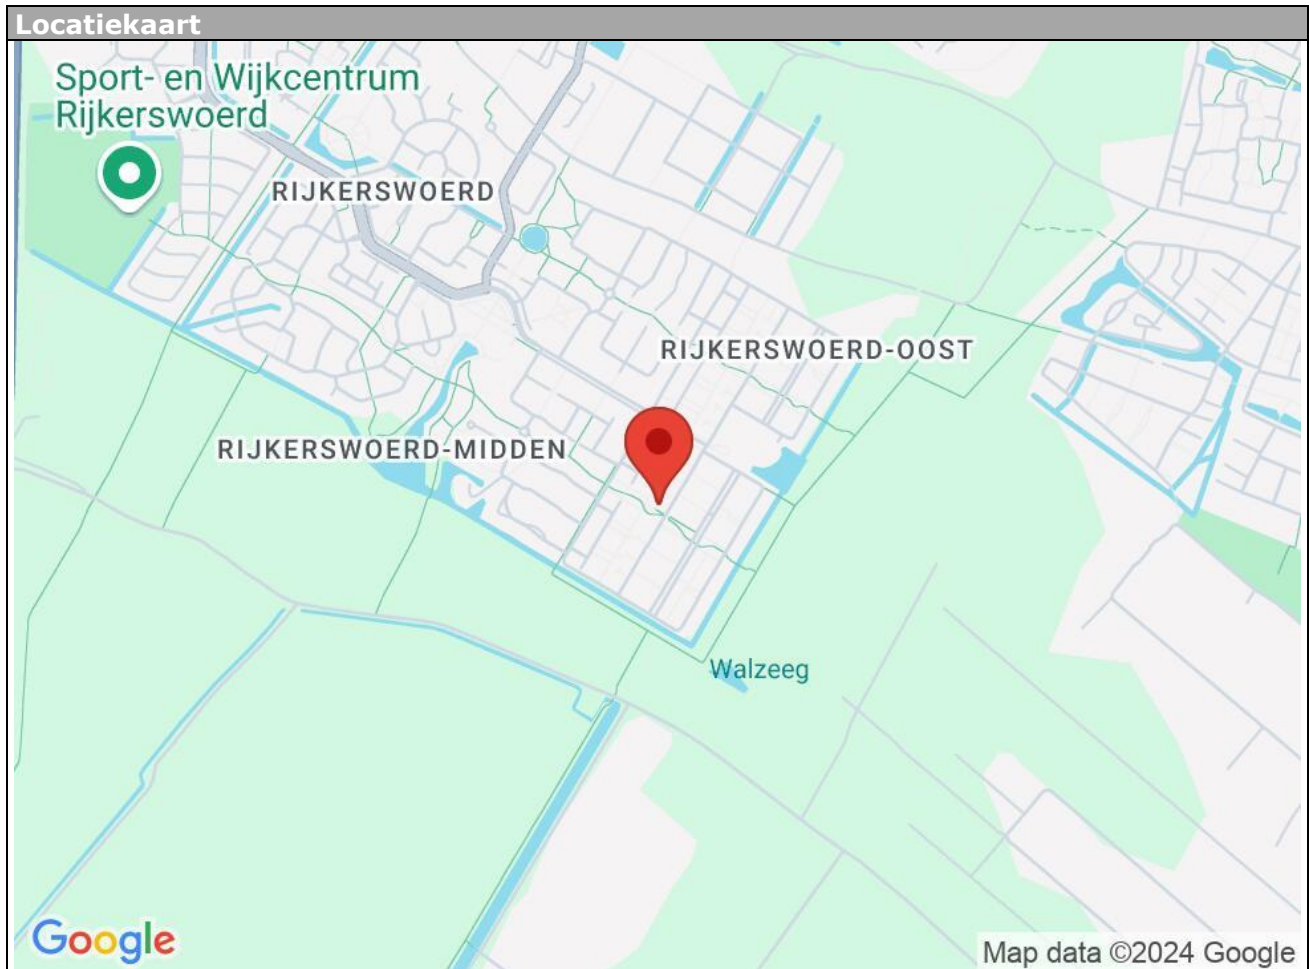 Locatiekaart
Sport- en Wijkcentrum
Rijkerswoerd
RIJKERSWOERD
RIJKERSWOERD-OOST
RIJKERSWOERD-MIDDEN
Walzeeg
Google
Map data ©2024 Google